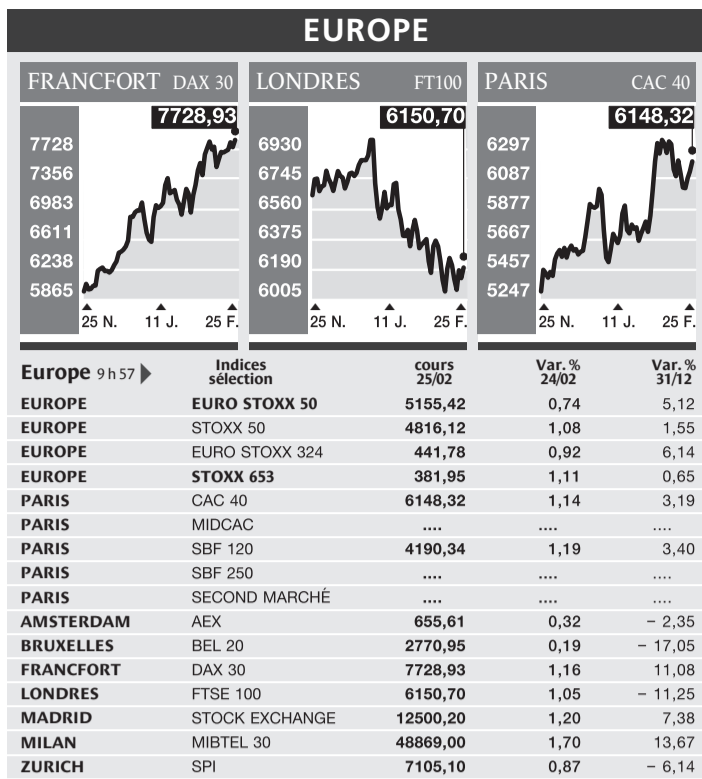 EUROPE
FRANCFORT DAX 30
7728,93
7728
7356
6983
6611
6238
5865
25 N. 11 J. 25 F.
LONDRES FT100
6150,70
6930
6745
6560
6375
6190
6005
25 N. 11 J. 25 F.
PARIS CAC 40
6148,32
6297
6087
5877
5667
5457
5247
25 N. 11 J. 25 F.
Europe 9 h 57 Indices sélection cours 25/02 Var. % 24/02 Var. % 31/12
EUROPE EURO STOXX 50 5155,42 0,74 5,12
EUROPE STOXX 50 4816,12 1,08 1,55
EUROPE EURO STOXX 324 441,78 0,92 6,14
EUROPE STOXX 653 381,95 1,11 0,65
PARIS CAC 40 6148,32 1,14 3,19
PARIS MIDCAC .... .... ....
PARIS SBF 120 4190,34 1,19 3,40
PARIS SBF 250 .... .... ....
PARIS SECOND MARCHÉ .... .... ....
AMSTERDAM AEX 655,61 0,32 – 2,35
BRUXELLES BEL 20 2770,95 0,19 – 17,05
FRANCFORT DAX 30 7728,93 1,16 11,08
LONDRES FTSE 100 6150,70 1,05 – 11,25
MADRID STOCK EXCHANGE 12500,20 1,20 7,38
MILAN MIBTEL 30 48869,00 1,70 13,67
ZURICH SPI 7105,10 0,87 – 6,14